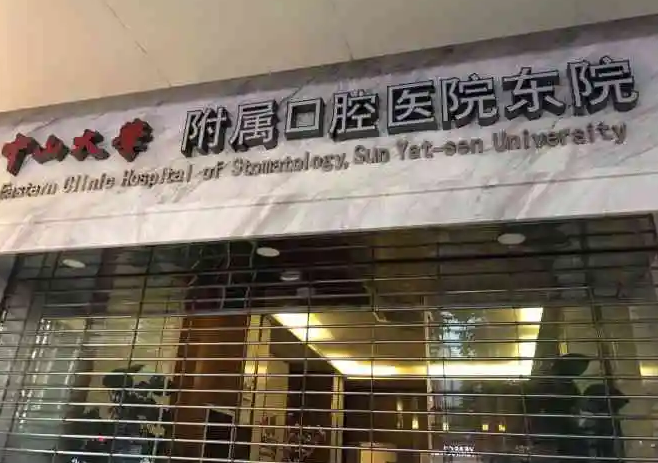 中山大學 附属口腔医院东院
Eastern Clinic Hospital of Stomatology, Sun Yat-sen University